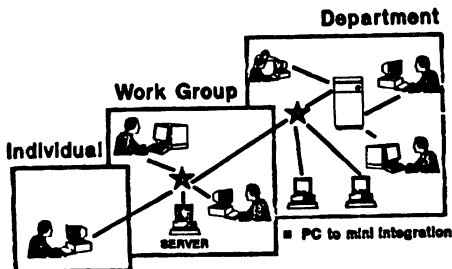 Department
Work Group
Individual
SERVER
= PC to mini integration